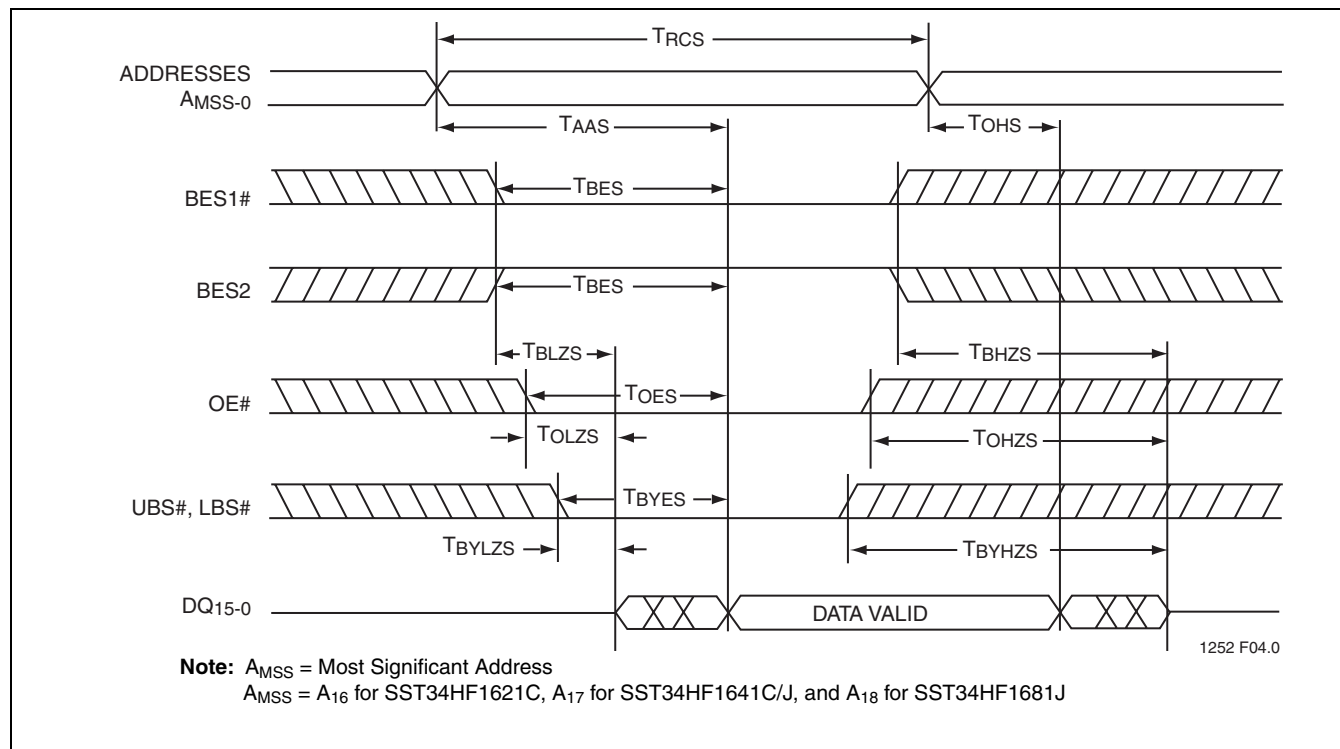 TRCS
ADDRESSES
AMSS-0
TAAS
TOHS
BES1#
TBES
BES2
TBES
TBLZS
TBHZS
OE#
TOES
TOLZS
TOHZS
UBS#, LBS#
TBYES
TBYLZS
TBYHZS
DQ15-0
DATA VALID
1252 F04.0
Note: AMSS = Most Significant Address
AMSS = A16 for SST34HF1621C, A17 for SST34HF1641C/J, and A18 for SST34HF1681J